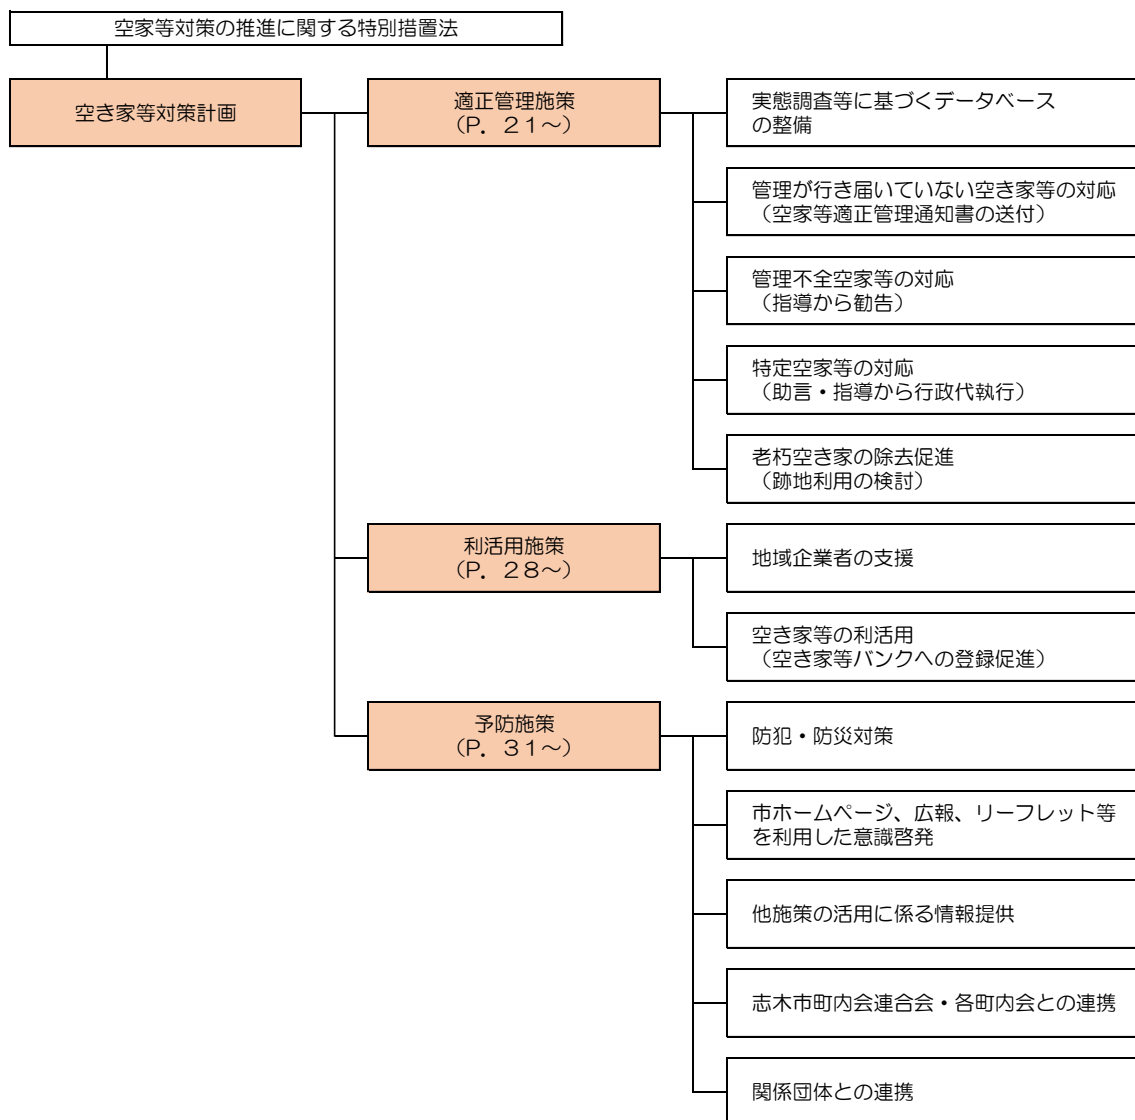 空家等対策の推進に関する特別措置法
空き家等対策計画
適正管理施策
（P．２１～）
実態調査等に基づくデータベース
の整備
管理が行き届いていない空き家等の対応
（空家等適正管理通知書の送付）
管理不全空家等の対応
（指導から勧告）
特定空家等の対応
（助言・指導から行政代執行）
老朽空き家の除去促進
（跡地利用の検討）
利活用施策
（P．２８～）
地域企業者の支援
空き家等の利活用
（空き家等バンクへの登録促進）
予防施策
（P．３１～）
防犯・防災対策
市ホームページ、広報、リーフレット等
を利用した意識啓発
他施策の活用に係る情報提供
志木市町内会連合会・各町内会との連携
関係団体との連携